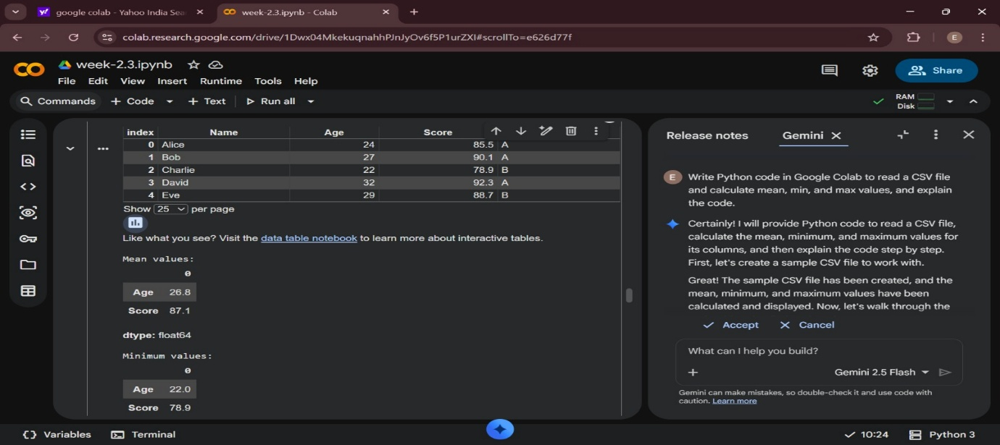 google colab - Yahoo India Sea
week-2.3.ipynb - Colab
colab.research.google.com/drive/1Dwx04MkekuqnahhPJnJyOv6f5P1urZXI#scrollTo=e626d77f
E
week-2.3.ipynb
File Edit View Insert Runtime Tools Help
Share
Commands + Code + Text Run all
RAM
Disk
index Name Age Score
0 Alice 24 85.5 A
1 Bob 27 90.1 A
2 Charlie 22 78.9 B
3 David 32 92.3 A
4 Eve 29 88.7 B
Show 25 per page
Like what you see? Visit the data table notebook to learn more about interactive tables.
Mean values:
0
Age 26.8
Score 87.1
dtype: float64
Minimum values:
0
Age 22.0
Score 78.9
Release notes Gemini
E
Write Python code in Google Colab to read a CSV file
and calculate mean, min, and max values, and explain
the code.
Certainly! I will provide Python code to read a CSV file,
calculate the mean, minimum, and maximum values for
its columns, and then explain the code step by step.
First, let's create a sample CSV file to work with.
Great! The sample CSV file has been created, and the
mean, minimum, and maximum values have been
calculated and displayed. Now, let's walk through the
Accept Cancel
What can I help you build?
Gemini 2.5 Flash
Gemini can make mistakes, so double-check it and use code with
caution. Learn more
Variables Terminal
10:24 Python 3